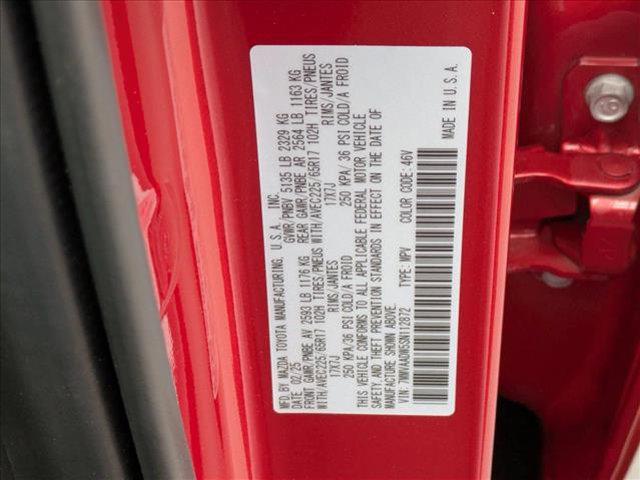 MFD.BY MAZDA TOYOTA MANUFACTURING, U.S.A. INC.
DATE 02/25 GVWR/PNBV 5135 LB 2329 KG
FRONT GAWR/PNBE AV 2593 LB 1176 KG REAR GAWR/PNBE AR 2564 LB 1163 KG
WITH/AVEC225/65R17 102H TIRES/PNEUS WITH/AVEC225/65R17 102H TIRES/PNEUS
17X7J RIMS/JANTES 17X7J RIMS/JANTES
250 KPA/36 PSI COLD/A FROID 250 KPA/ 36 PSI COLD/A FROID
THIS VEHICLE CONFORMS TO ALL APPLICABLE FEDERAL MOTOR VEHICLE
SAFETY, AND THEFT PREVENTION STANDARDS IN EFFECT ON THE DATE OF
MANUFACTURE SHOWN ABOVE.
VIN: TYPE: MPV COLOR CODE: 46V
MADE IN U.S.A.